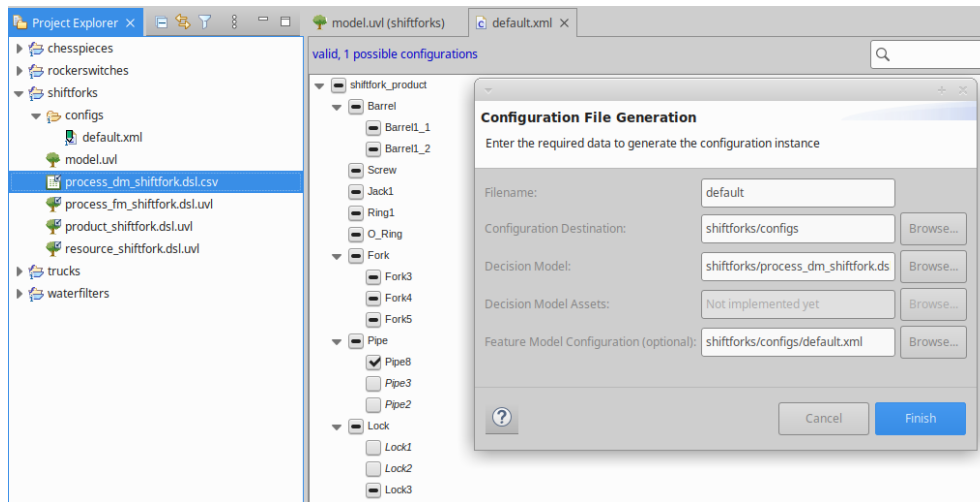 Project Explorer
model.uvl (shiftforks)
default.xml
chesspieces
rockerswitches
shiftforks
configs
default.xml
model.uvl
process_dm_shiftfork.dsl.csv
process_fm_shiftfork.dsl.uvl
product_shiftfork.dsl.uvl
resource_shiftfork.dsl.uvl
trucks
waterfilters
valid, 1 possible configurations
shiftfork_product
Barrel
Barrel1_1
Barrel1_2
Screw
Jack1
Ring1
O_Ring
Fork
Fork3
Fork4
Fork5
Pipe
Pipe8
Pipe3
Pipe2
Lock
Lock1
Lock2
Lock3
Configuration File Generation
Enter the required data to generate the configuration instance
Filename: default
Configuration Destination: shiftforks/configs Browse...
Decision Model: shiftforks/process_dm_shiftfork.ds Browse...
Decision Model Assets: Not implemented yet Browse...
Feature Model Configuration (optional): shiftforks/configs/default.xml Browse...
Cancel Finish